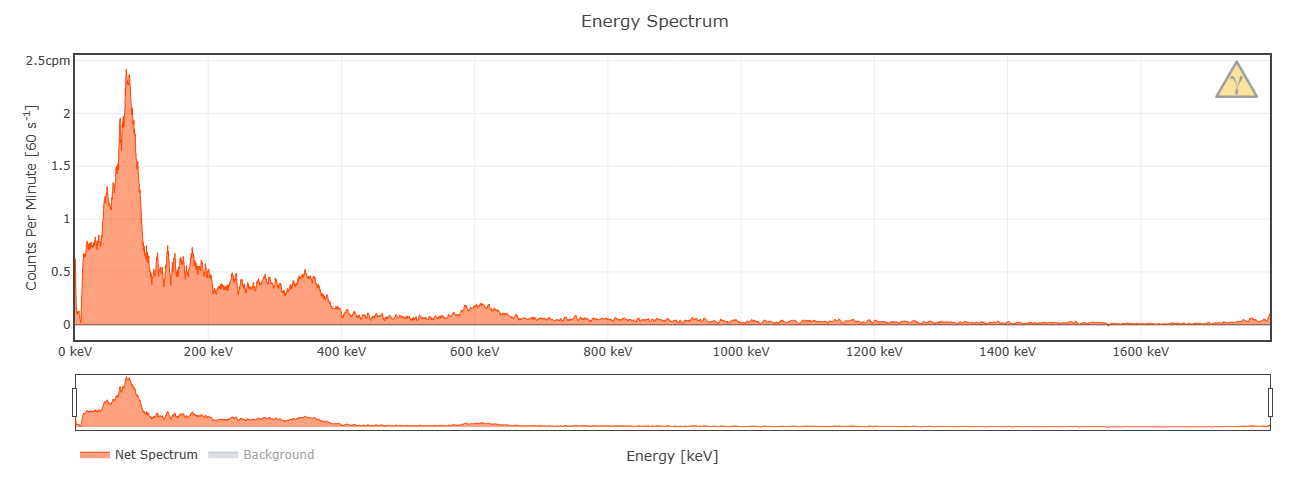 Energy Spectrum
2.5cpm
2
1.5
1
0.5
0
Counts Per Minute [60 s⁻¹]
γ
0 keV 200 keV 400 keV 600 keV 800 keV 1000 keV 1200 keV 1400 keV 1600 keV
Net Spectrum Background
Energy [keV]